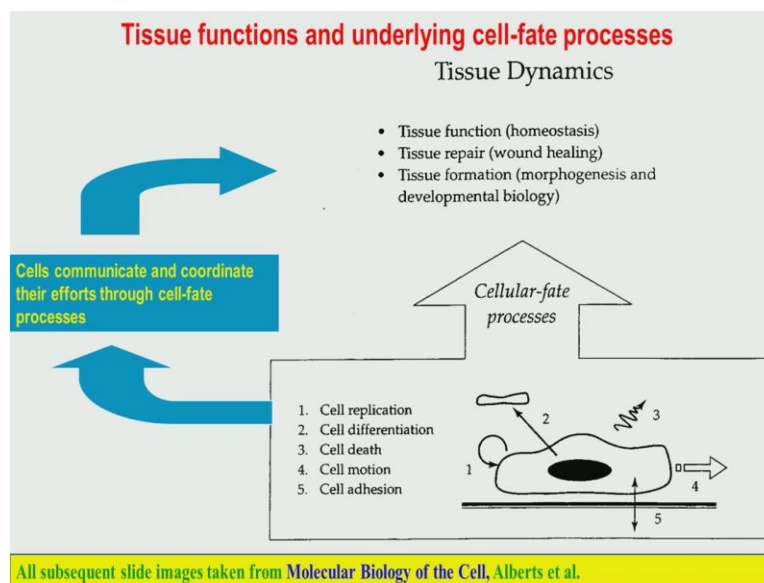 Tissue functions and underlying cell-fate processes
Tissue Dynamics
• Tissue function (homeostasis)
• Tissue repair (wound healing)
• Tissue formation (morphogenesis and
developmental biology)
Cells communicate and coordinate
their efforts through cell-fate
processes
Cellular-fate
processes
1. Cell replication
2. Cell differentiation
3. Cell death
4. Cell motion
5. Cell adhesion
1
2
3
4
5
All subsequent slide images taken from Molecular Biology of the Cell, Alberts et al.